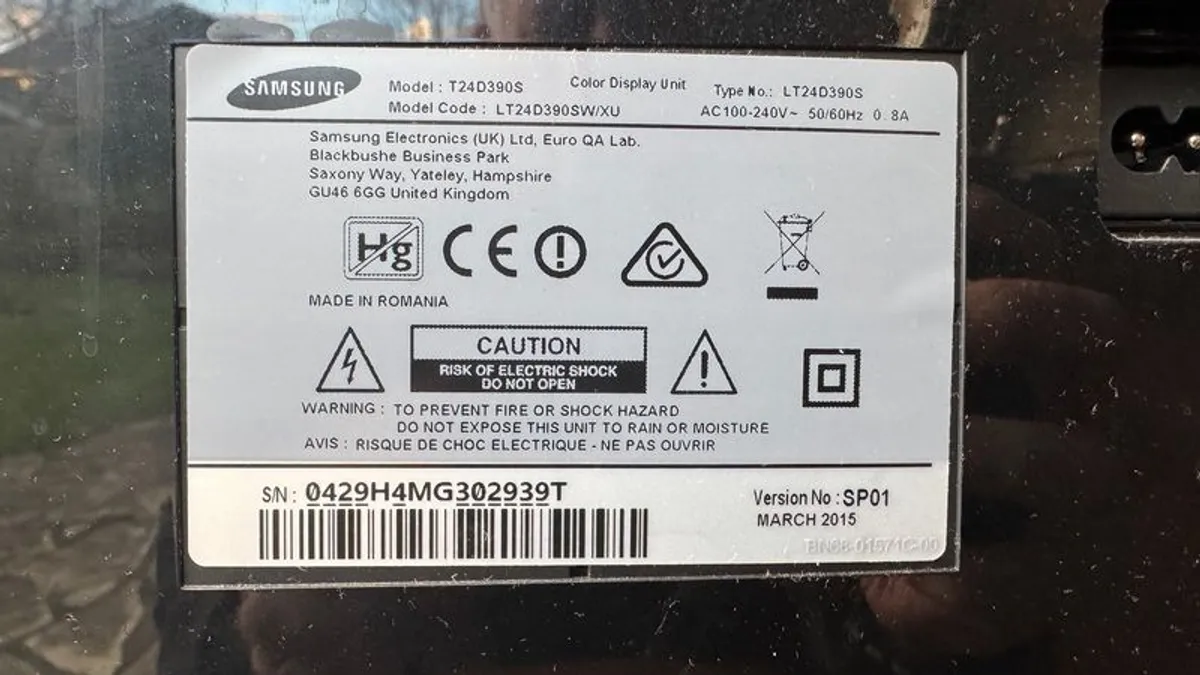 SAMSUNG
Model : T24D390S Color Display Unit Type No.: LT24D390S
Model Code : LT24D390SW/XU AC100-240V~ 50/60Hz 0.8A
Samsung Electronics (UK) Ltd, Euro QA Lab.
Blackbushe Business Park
Saxony Way, Yateley, Hampshire
GU46 6GG United Kingdom
Hg CE
MADE IN ROMANIA
CAUTION
RISK OF ELECTRIC SHOCK
DO NOT OPEN
WARNING : TO PREVENT FIRE OR SHOCK HAZARD
DO NOT EXPOSE THIS UNIT TO RAIN OR MOISTURE
AVIS : RISQUE DE CHOC ELECTRIQUE - NE PAS OUVRIR
S/N : 0429H4MG302939T Version No : SP01
MARCH 2015
BN68-01571C-00